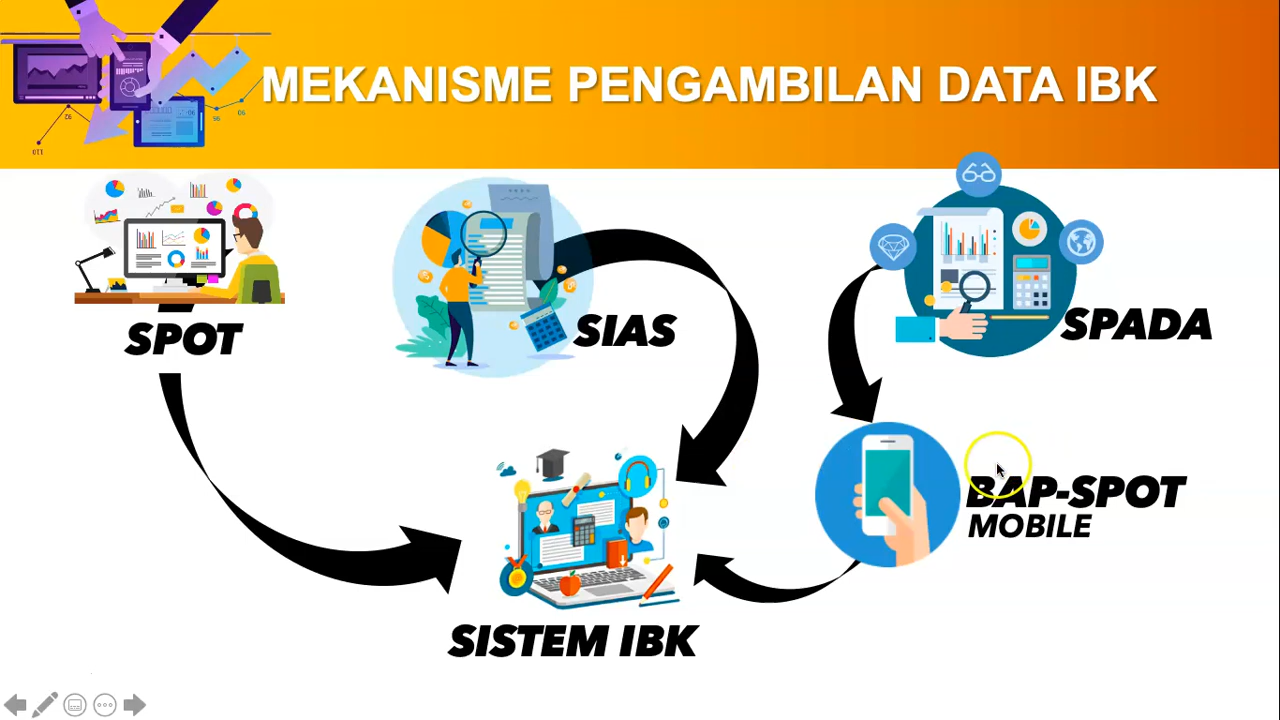 MEKANISME PENGAMBILAN DATA IBK
SPOT
SIAS
SPADA
BAP-SPOT
MOBILE
SISTEM IBK